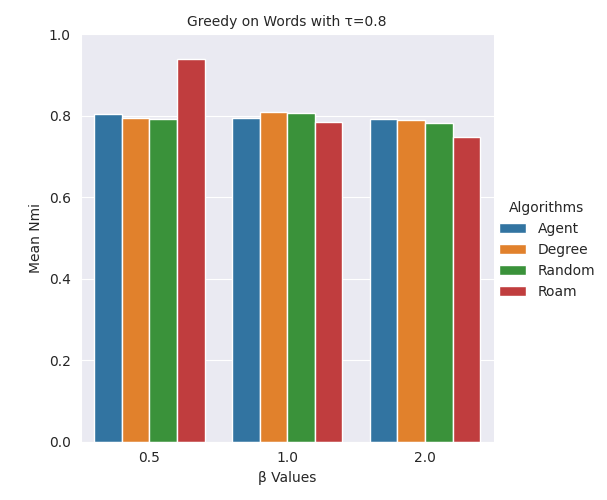 Greedy on Words with τ=0.8
1.0
0.8
0.6
0.4
0.2
0.0
Mean Nmi
0.5 1.0 2.0
β Values
Algorithms
Agent
Degree
Random
Roam